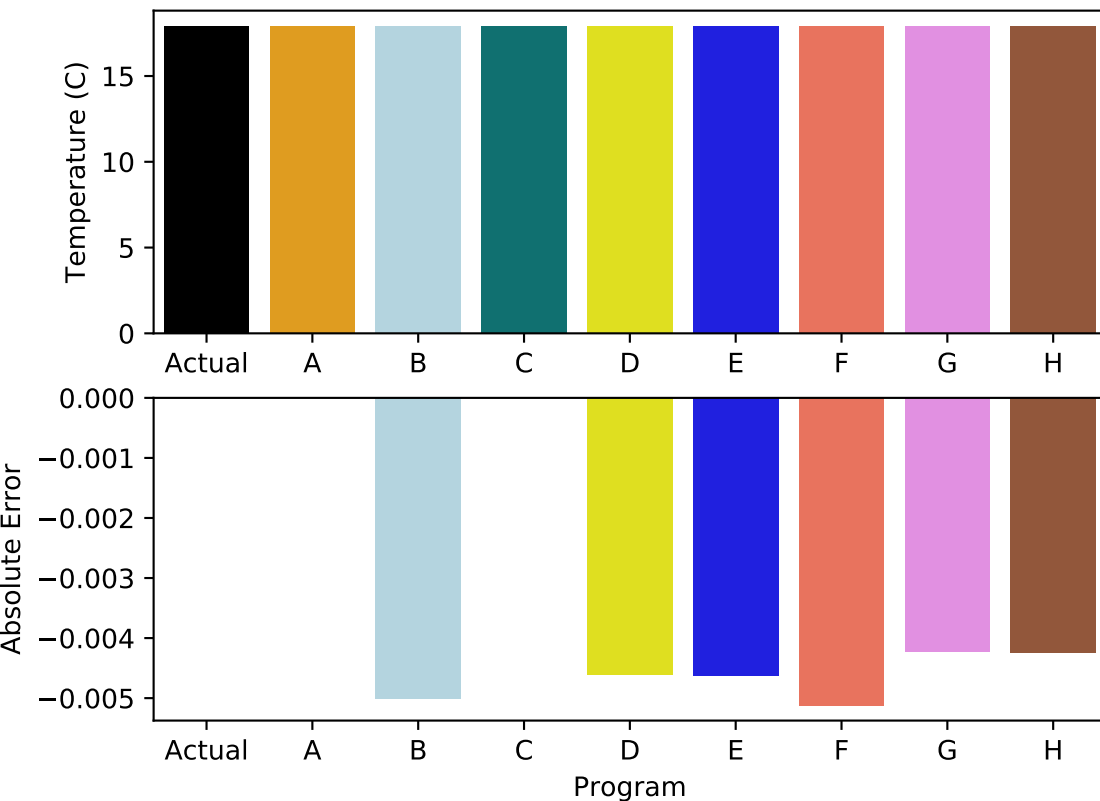 Temperature (C)
15
10
5
0
Actual A B C D E F G H
Absolute Error
0.000
−0.001
−0.002
−0.003
−0.004
−0.005
Actual A B C D E F G H
Program